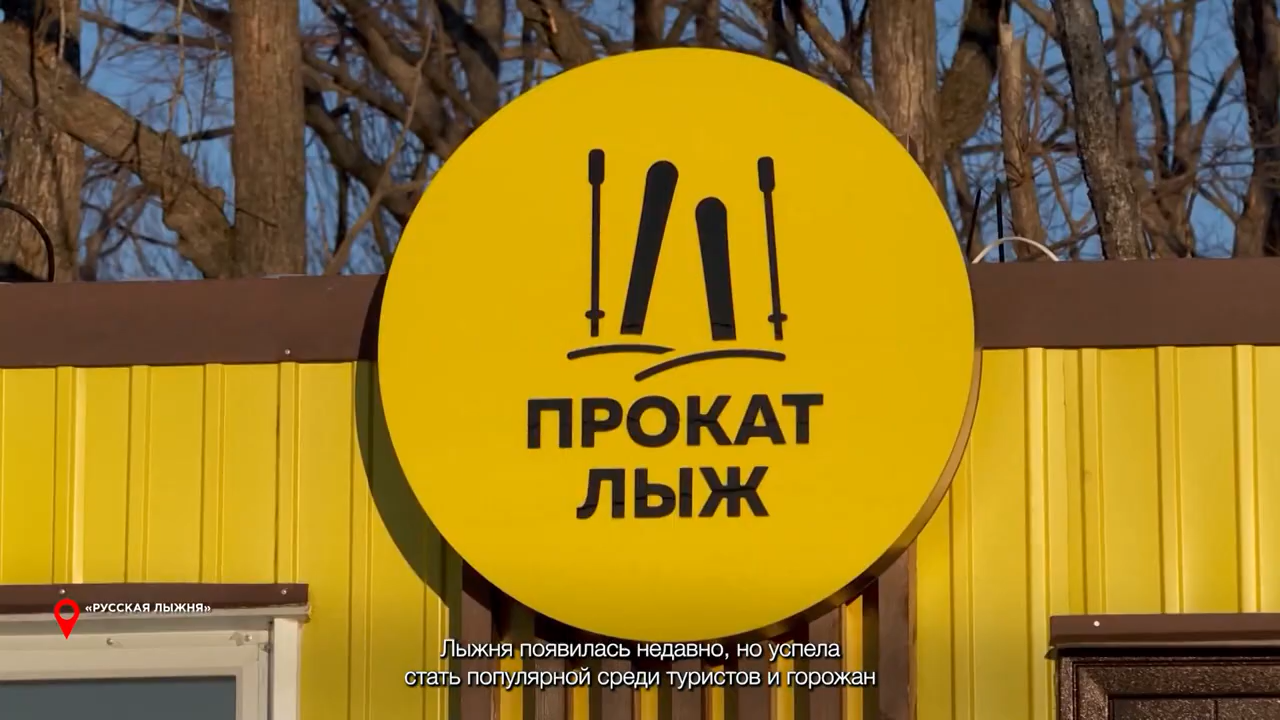 ПРОКАТ
ЛЫЖ
«РУССКАЯ ЛЫЖНЯ»
Лыжня появилась недавно, но успела
стать популярной среди туристов и горожан